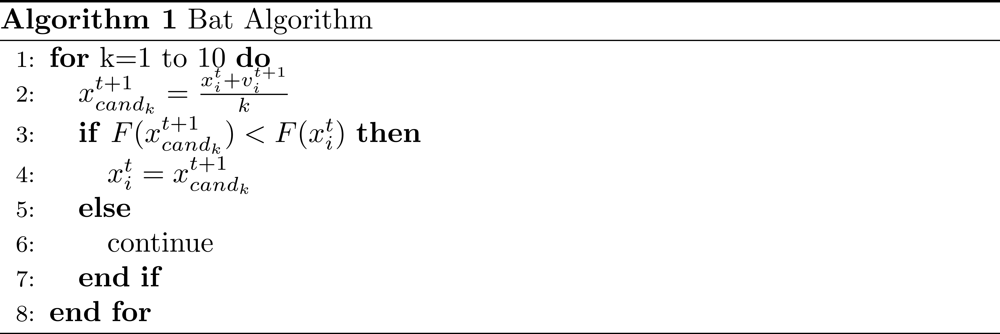 Algorithm 1 Bat Algorithm
1: for k=1 to 10 do
2: $x_{cand_k}^{t+1} = \frac{x_i^t+v_i^{t+1}}{k}$
3: if $F(x_{cand_k}^{t+1}) < F(x_i^t)$ then
4: $x_i^t = x_{cand_k}^{t+1}$
5: else
6: continue
7: end if
8: end for